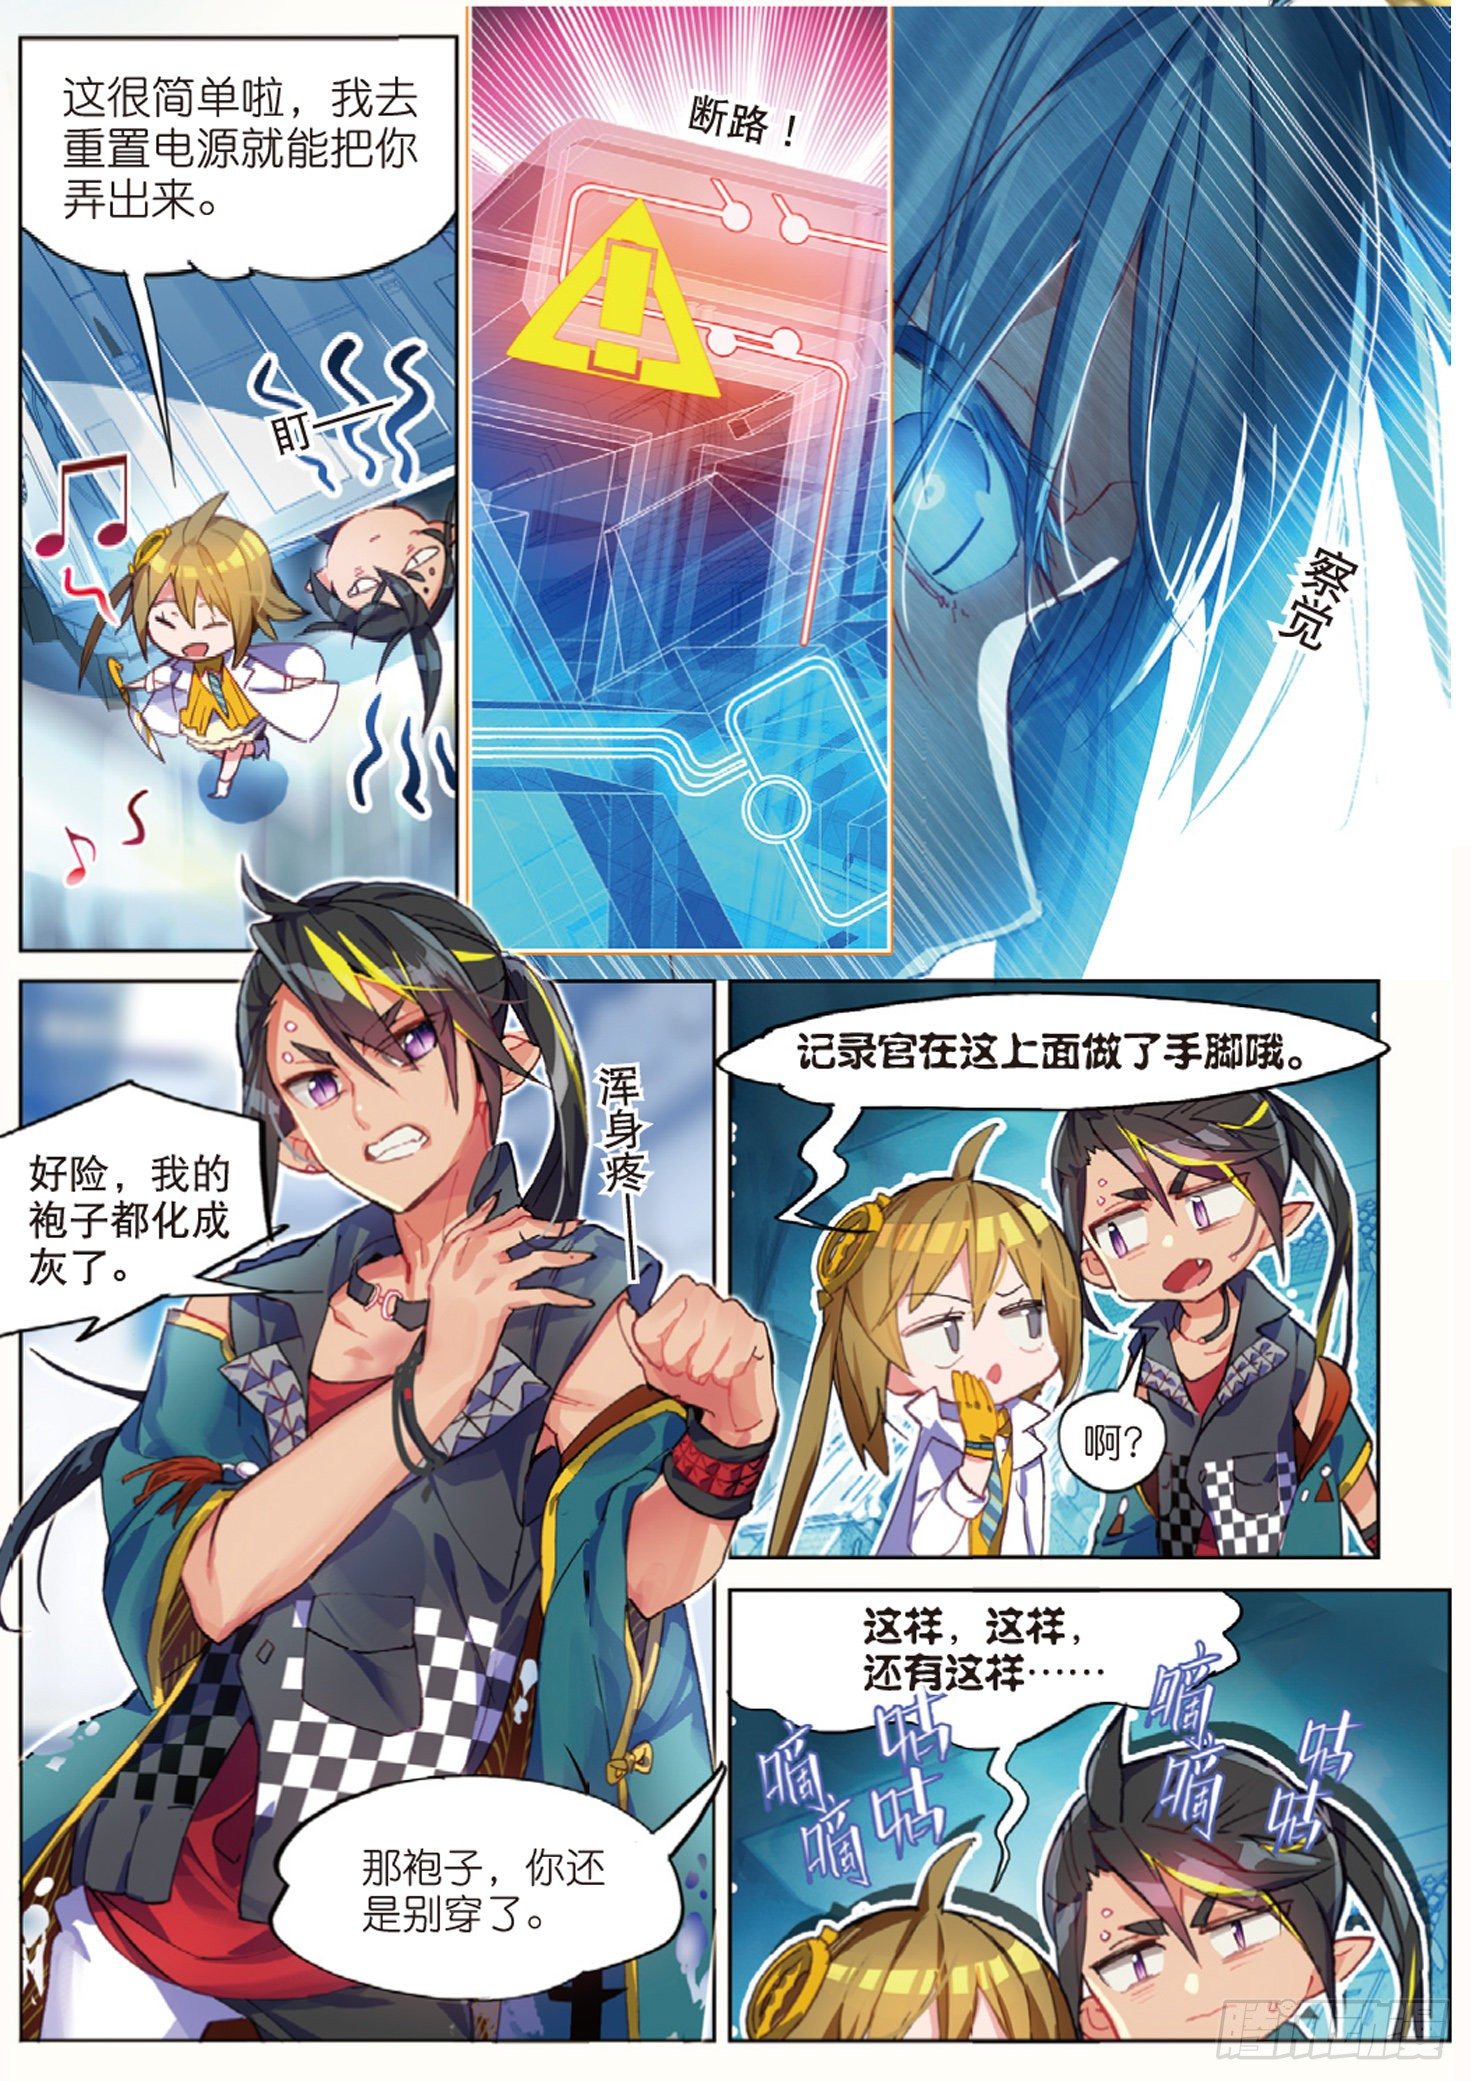 这很简单啦，我去
重置电源就能把你
弄出来。
盯——
断路！
察觉
好险，我的
袍子都化成
灰了。
浑身疼——
那袍子，你还
是别穿了。
记录官在这上面做了手脚哦。
啊？
这样，这样，
还有这样……
嘀嘀
咕咕
嘀嘀
咕咕
腾讯动漫